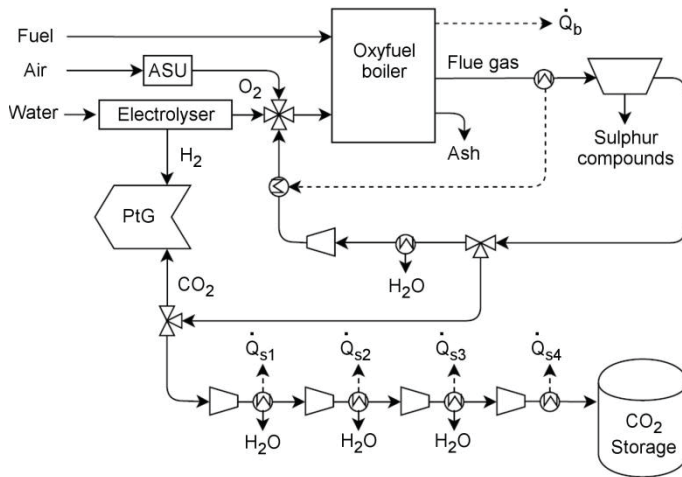 Fuel
Air
Water
ASU
Electrolyser
O2
H2
PtG
CO2
Oxyfuel
boiler
Q̇b
Flue gas
Ash
Sulphur
compounds
H2O
Q̇s1
Q̇s2
Q̇s3
Q̇s4
H2O
H2O
H2O
CO2
Storage